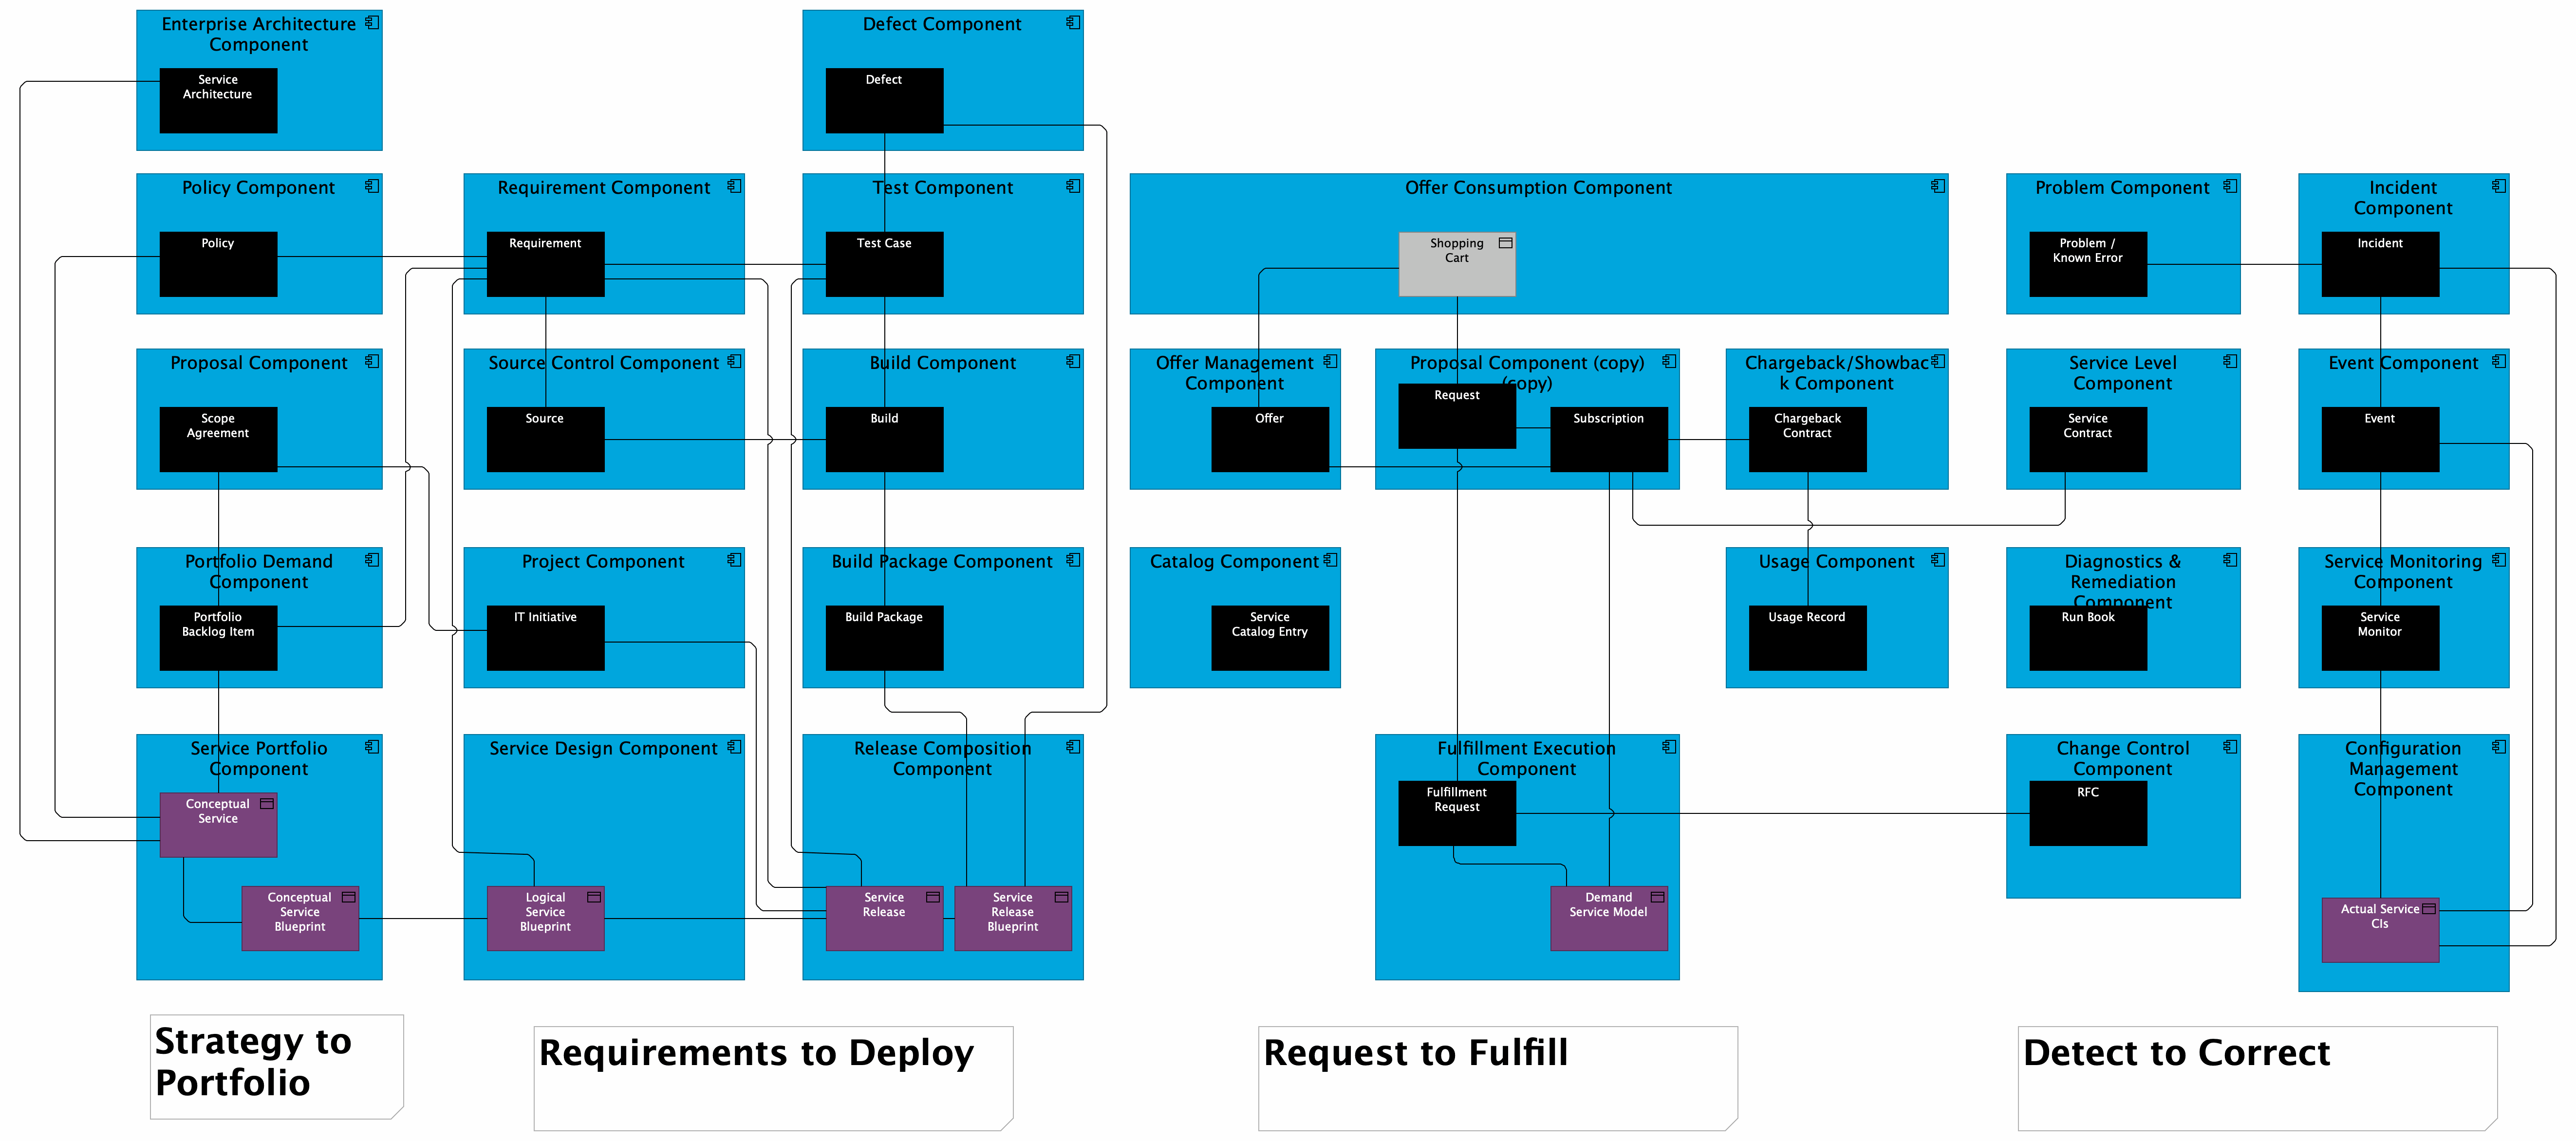 Enterprise Architecture
Component
Service
Architecture
Defect Component
Defect
Policy Component
Policy
Requirement Component
Requirement
Test Component
Test Case
Offer Consumption Component
Shopping
Cart
Problem Component
Problem /
Known Error
Incident
Component
Incident
Proposal Component
Scope
Agreement
Source Control Component
Source
Build Component
Build
Offer Management
Component
Offer
Proposal Component (copy)
(copy)
Request
Subscription
Chargeback/Showbac
k Component
Chargeback
Contract
Service Level
Component
Service
Contract
Event Component
Event
Portfolio Demand
Component
Portfolio
Backlog Item
Project Component
IT Initiative
Build Package Component
Build Package
Catalog Component
Service
Catalog Entry
Usage Component
Usage Record
Diagnostics &
Remediation
Component
Run Book
Service Monitoring
Component
Service
Monitor
Service Portfolio
Component
Conceptual
Service
Conceptual
Service
Blueprint
Service Design Component
Logical
Service
Blueprint
Release Composition
Component
Service
Release
Service
Release
Blueprint
Fulfillment Execution
Component
Fulfillment
Request
Demand
Service Model
Change Control
Component
RFC
Configuration
Management
Component
Actual Service
CIs
Strategy to
Portfolio
Requirements to Deploy
Request to Fulfill
Detect to Correct